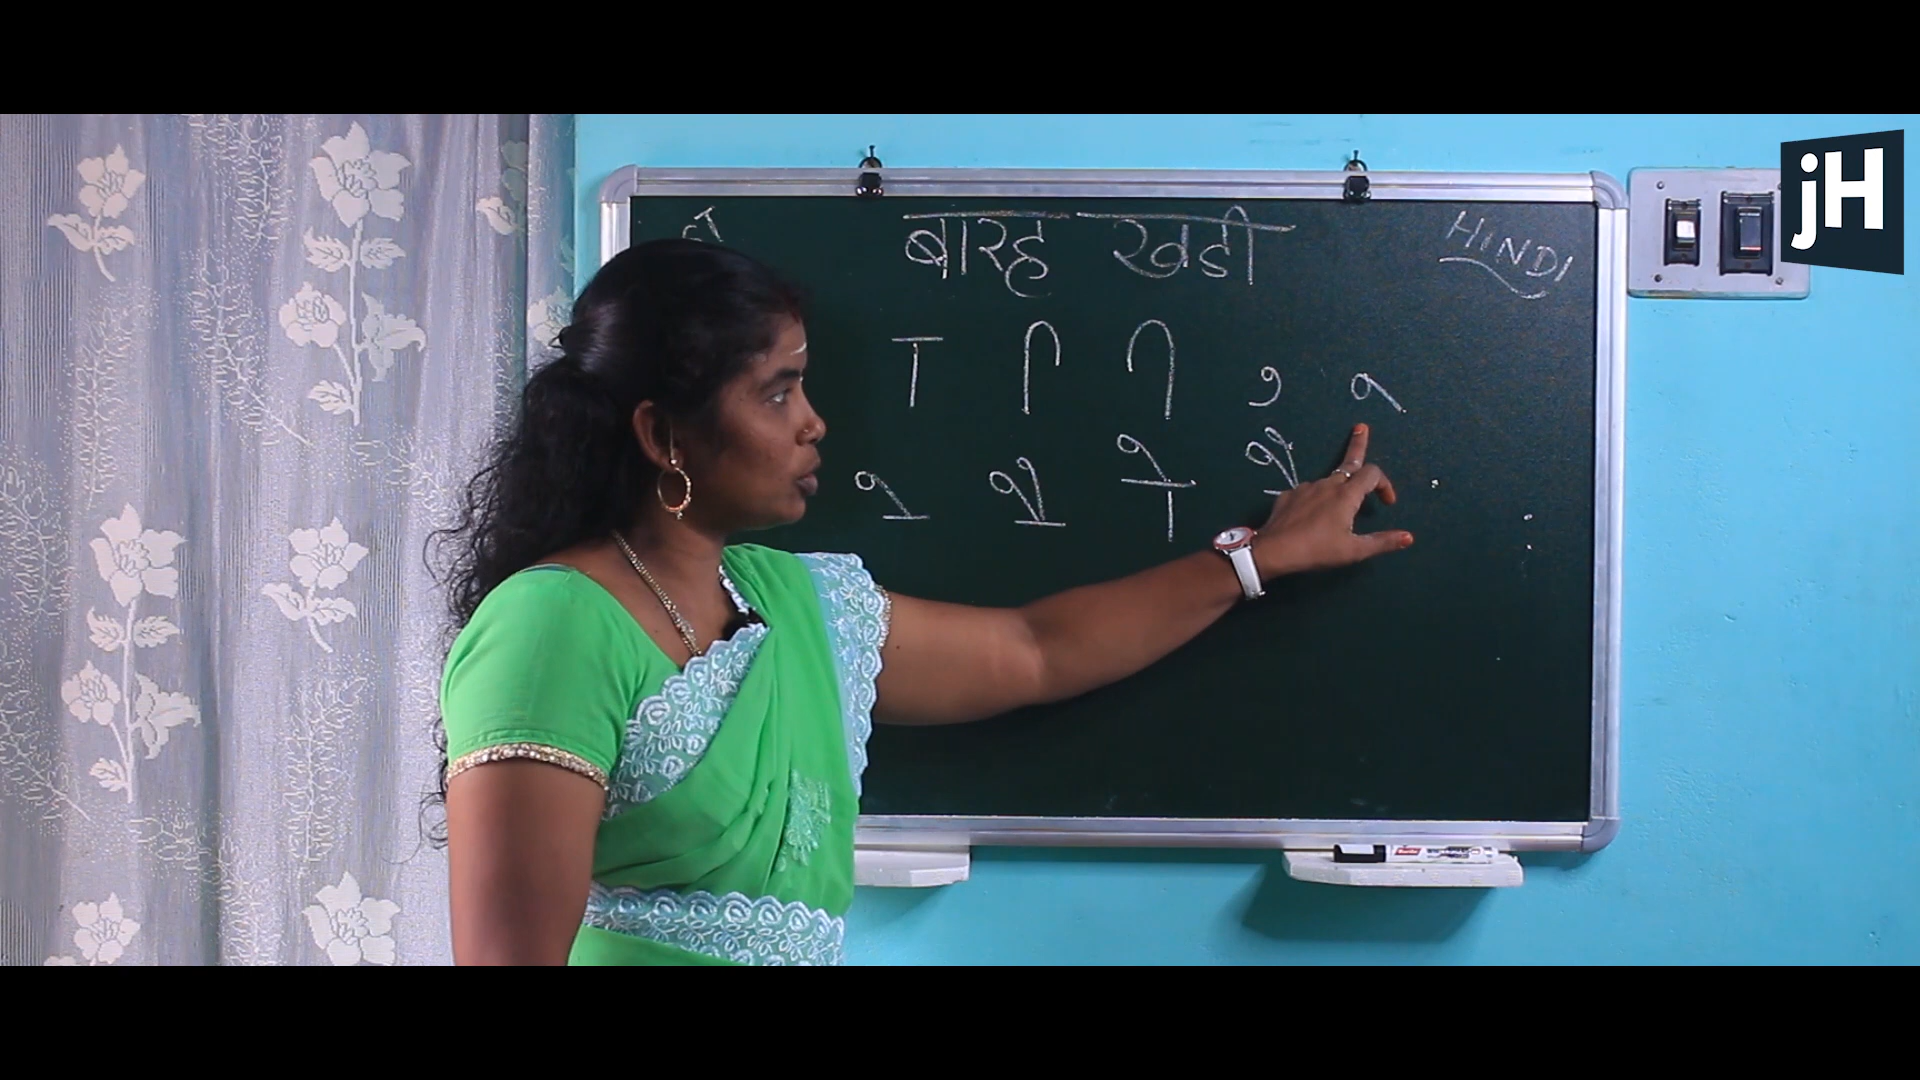 बारह खडी
HINDI
ा ि ी ु ू
े ै ो ौ ं ः
jH